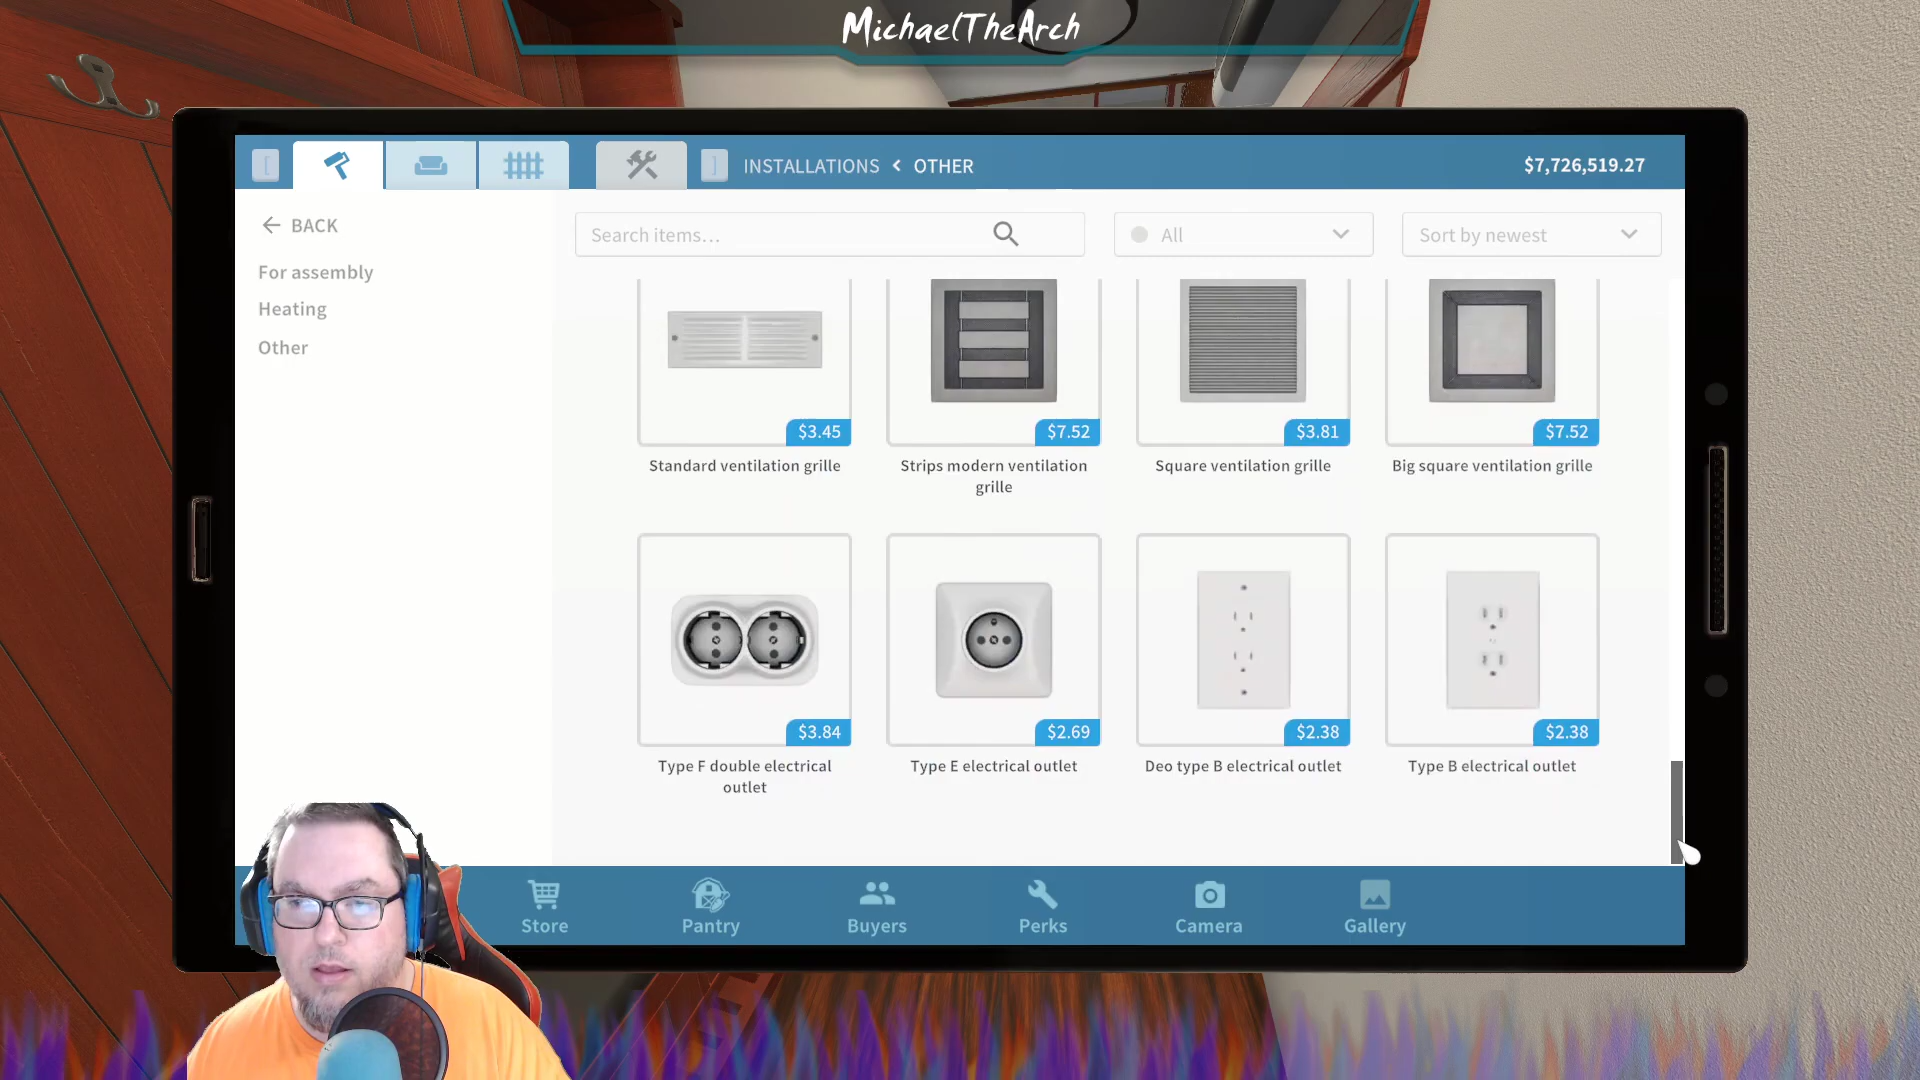 MichaelTheArch
[
]
INSTALLATIONS < OTHER
$7,726,519.27
BACK
For assembly
Heating
Other
Search items...
All
Sort by newest
$3.45
$7.52
$3.81
$7.52
Standard ventilation grille
Strips modern ventilation
grille
Square ventilation grille
Big square ventilation grille
$3.84
$2.69
$2.38
$2.38
Type F double electrical
outlet
Type E electrical outlet
Deo type B electrical outlet
Type B electrical outlet
Store
Pantry
Buyers
Perks
Camera
Gallery